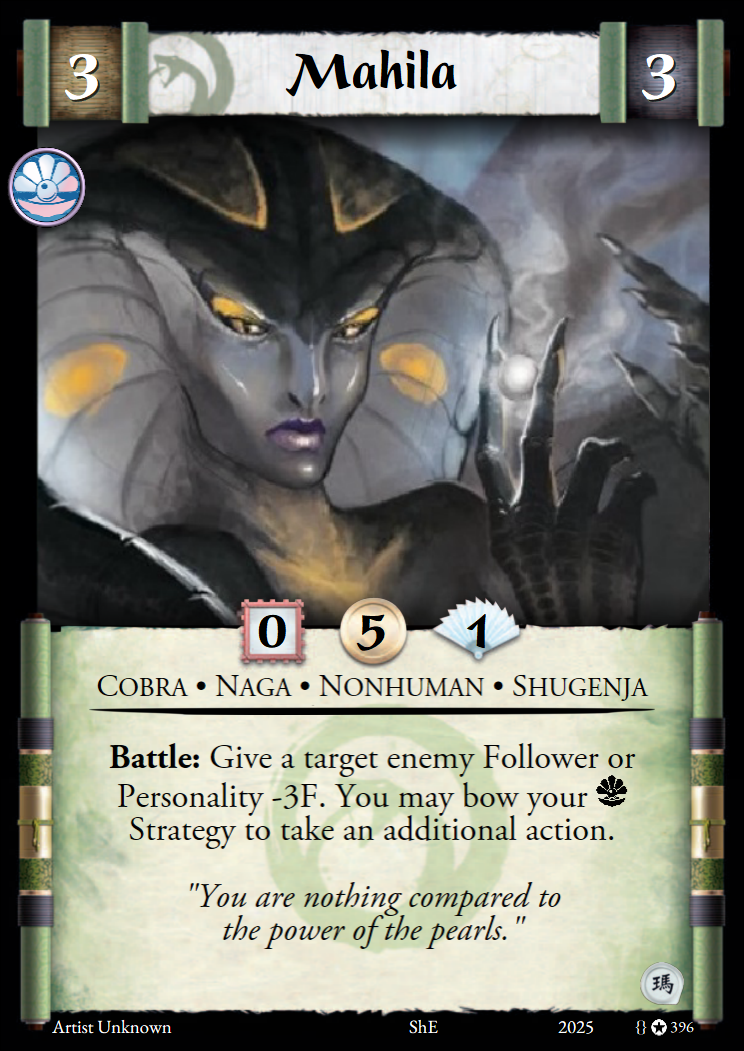 3 Mahila 3
0 5 1
COBRA • NAGA • NONHUMAN • SHUGENJA
Battle: Give a target enemy Follower or
Personality -3F. You may bow your
Strategy to take an additional action.
"You are nothing compared to
the power of the pearls."
瑪
Artist Unknown ShE 2025 {} ✪ 396